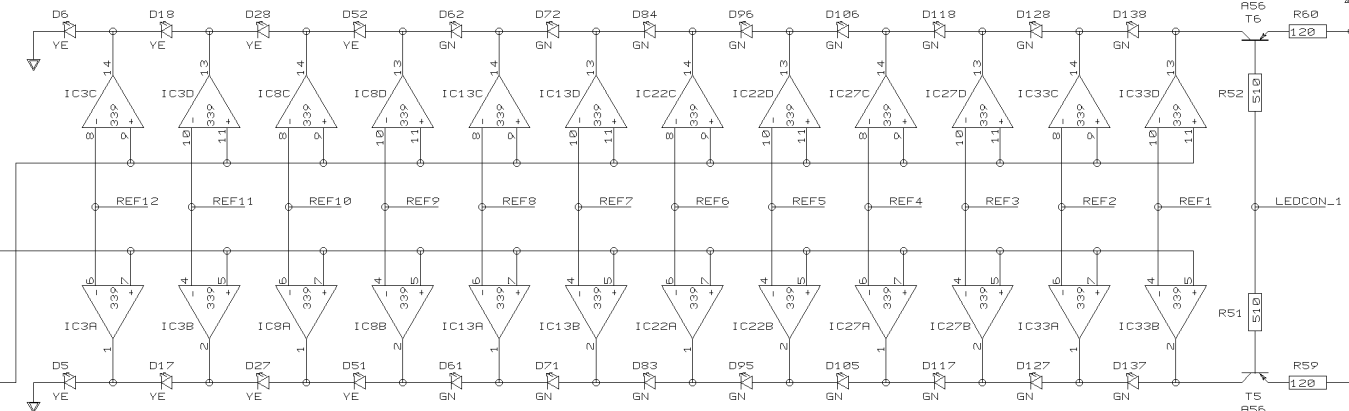 D6 D18 D28 D52 D62 D72 D84 D96 D106 D118 D128 D138 A56 R60
T6
120
YE YE YE YE GN GN GN GN GN GN GN GN
14 13 14 13 14 13 14 13 14 13 14 13
IC3C IC3D IC8C IC8D IC13C IC13D IC22C IC22D IC27C IC27D IC33C IC33D R52 510
339 339 339 339 339 339 339 339 339 339 339 339
- + - + - + - + - + - + - + - + - + - + - + - +
8 9 10 11 8 9 10 11 8 9 10 11 8 9 10 11 8 9 10 11 8 9 10 11
REF12 REF11 REF10 REF9 REF8 REF7 REF6 REF5 REF4 REF3 REF2 REF1 LEDCON_1
6 7 4 5 6 7 4 5 6 7 4 5 6 7 4 5 6 7 4 5 6 7 4 5
- + - + - + - + - + - + - + - + - + - + - + - +
339 339 339 339 339 339 339 339 339 339 339 339
IC3A IC3B IC8A IC8B IC13A IC13B IC22A IC22B IC27A IC27B IC33A IC33B R51 510
1 2 1 2 1 2 1 2 1 2 1 2
D5 D17 D27 D51 D61 D71 D83 D95 D105 D117 D127 D137 R59
120
YE YE YE YE GN GN GN GN GN GN GN GN T5
A56